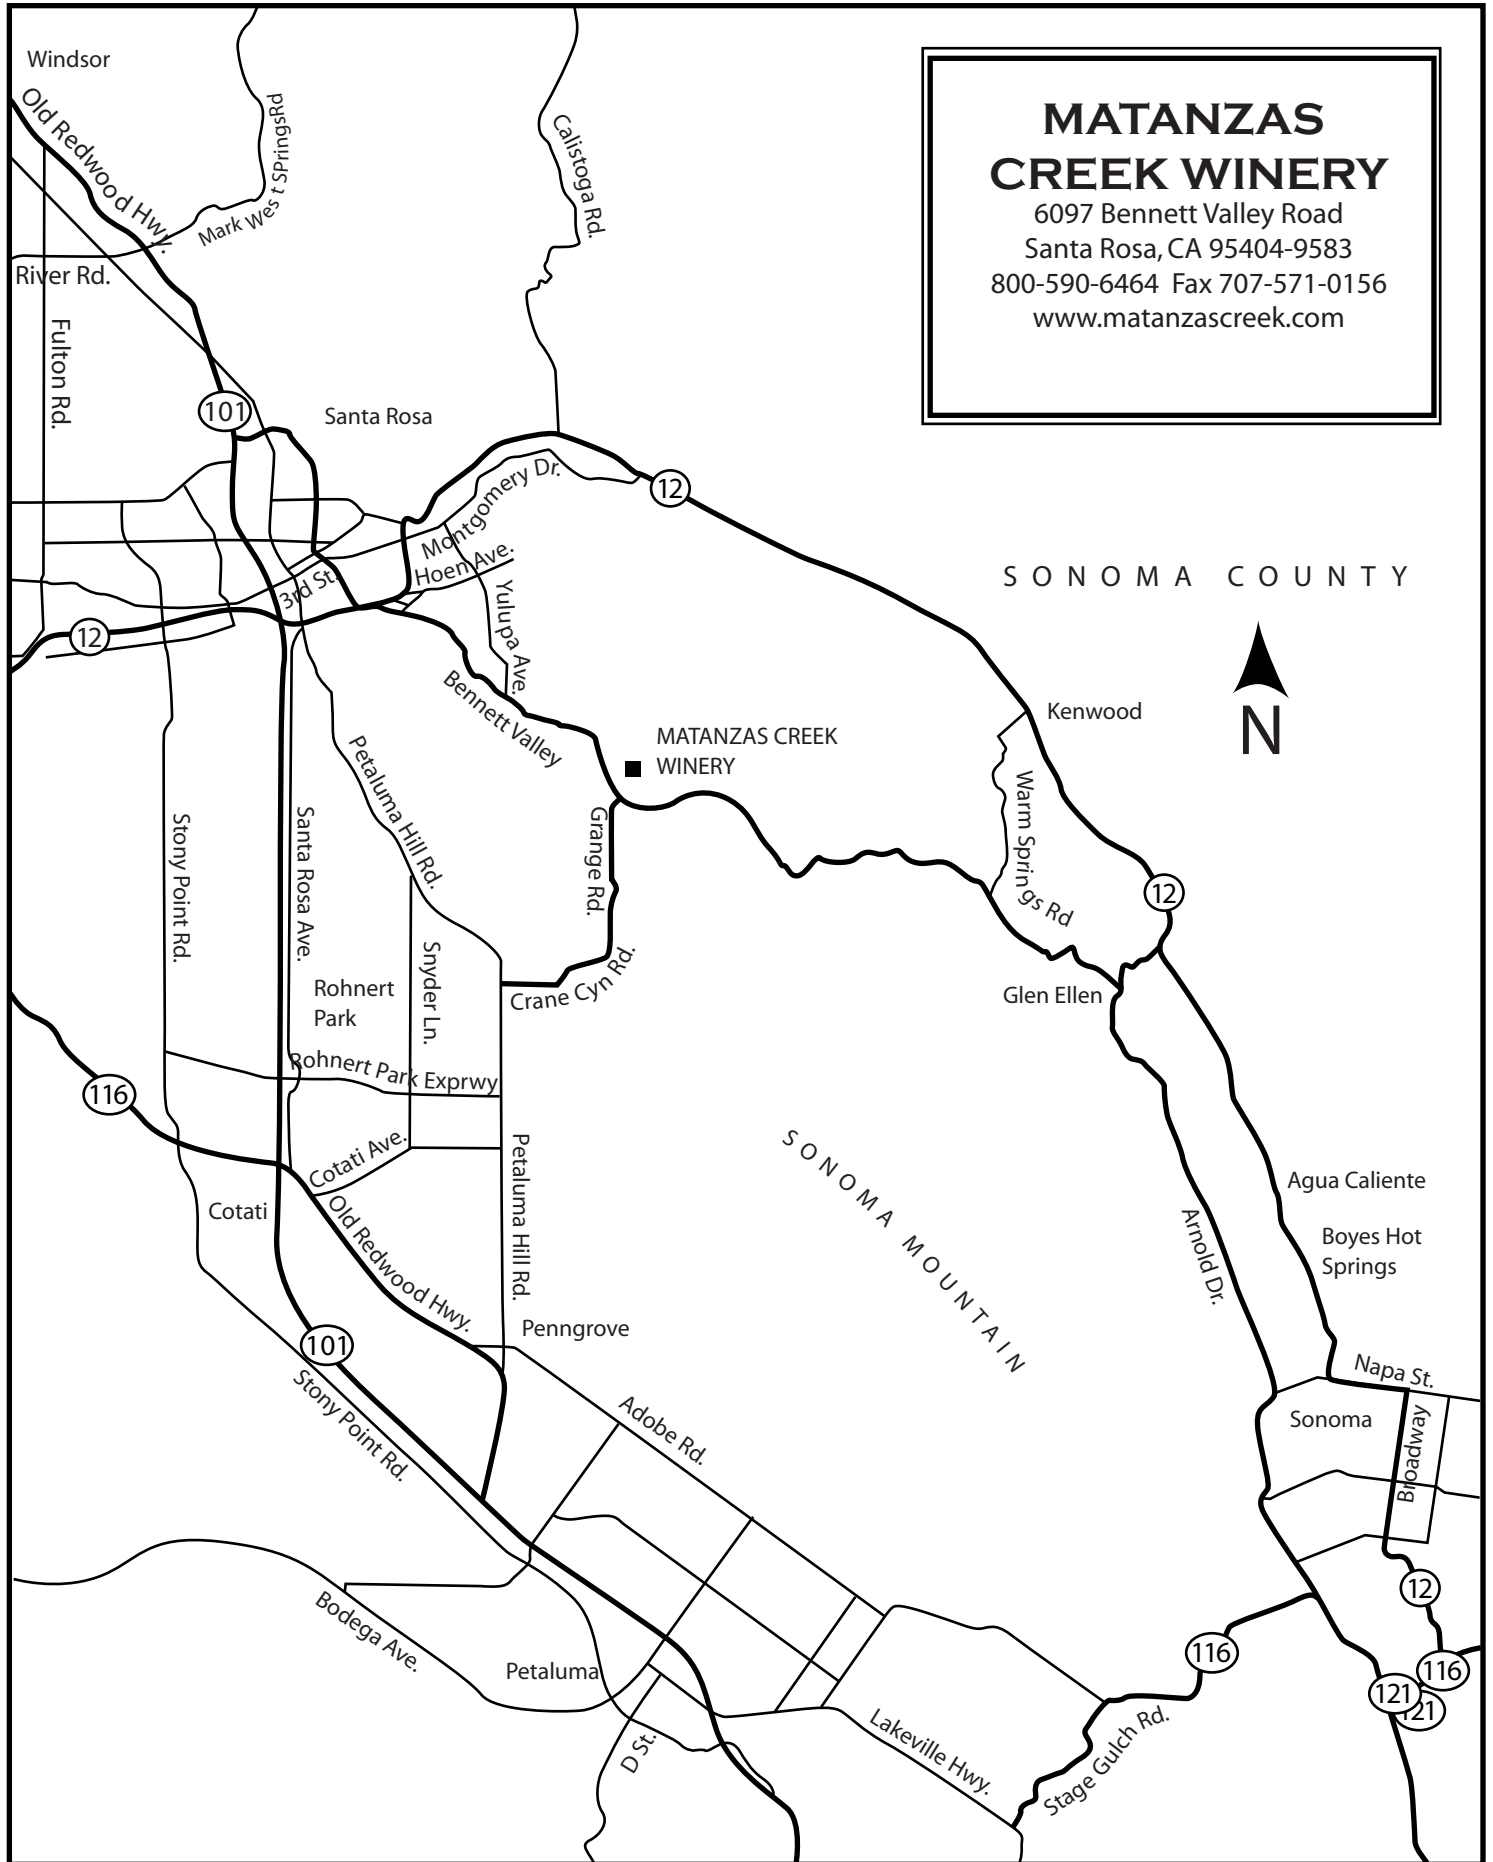 Windsor
Old Redwood Hwy.
Mark Wes t SPringsRd
Calistoga Rd.
MATANZAS
CREEK WINERY
6097 Bennett Valley Road
Santa Rosa, CA 95404-9583
800-590-6464 Fax 707-571-0156
www.matanzascreek.com
River Rd.
Fulton Rd.
101
Santa Rosa
12
Montgomery Dr.
Hoen Ave.
3rd St.
Yulupa Ave.
12
SONOMA COUNTY
N
Kenwood
Bennett Valley
MATANZAS CREEK
WINERY
Petaluma Hill Rd.
Stony Point Rd.
Santa Rosa Ave.
Grange Rd.
Warm Springs Rd
12
Snyder Ln.
Rohnert
Park
Crane Cyn Rd.
Glen Ellen
116
Rohnert Park Exprwy
Cotati Ave.
Petaluma Hill Rd.
SONOMA MOUNTAIN
Agua Caliente
Cotati
Old Redwood Hwy.
Arnold Dr.
Boyes Hot
Springs
101
Penngrove
Stony Point Rd.
Adobe Rd.
Napa St.
Sonoma
Broadway
12
Bodega Ave.
Petaluma
116
116
121
121
D St.
Lakeville Hwy.
Stage Gulch Rd.